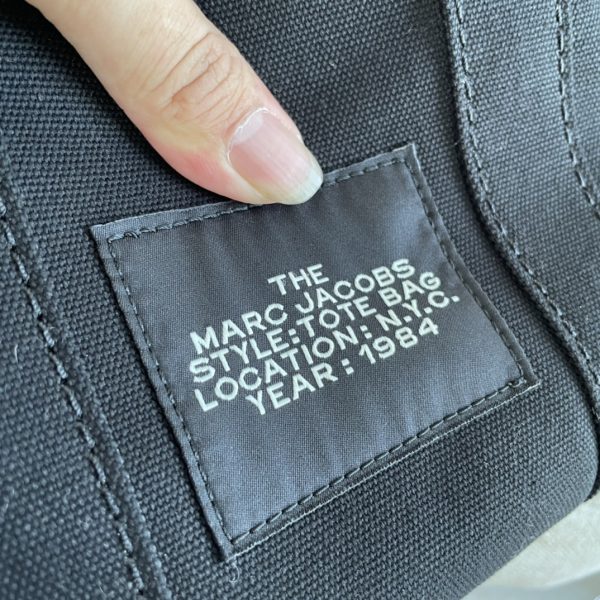 THE
MARC JACOBS
STYLE: TOTE BAG
LOCATION: N.Y.C.
YEAR: 1984